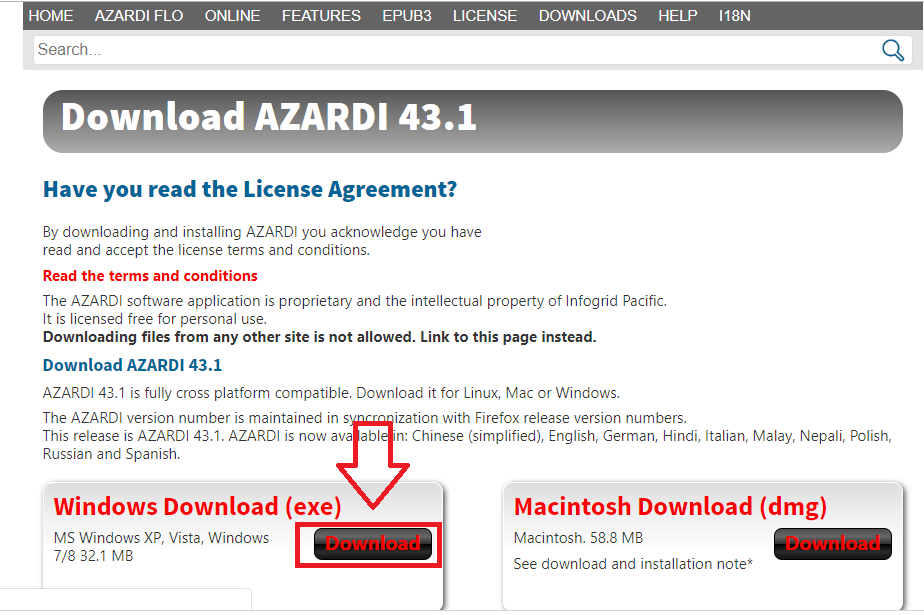 HOME AZARDI FLO ONLINE FEATURES EPUB3 LICENSE DOWNLOADS HELP I18N
Search...
Download AZARDI 43.1
Have you read the License Agreement?
By downloading and installing AZARDI you acknowledge you have
read and accept the license terms and conditions.
Read the terms and conditions
The AZARDI software application is proprietary and the intellectual property of Infogrid Pacific.
It is licensed free for personal use.
Downloading files from any other site is not allowed. Link to this page instead.
Download AZARDI 43.1
AZARDI 43.1 is fully cross platform compatible. Download it for Linux, Mac or Windows.
The AZARDI version number is maintained in syncronization with Firefox release version numbers.
This release is AZARDI 43.1. AZARDI is now available in: Chinese (simplified), English, German, Hindi, Italian, Malay, Nepali, Polish,
Russian and Spanish.
Windows Download (exe)
MS Windows XP, Vista, Windows
7/8 32.1 MB
Download
Macintosh Download (dmg)
Macintosh. 58.8 MB
Download
See download and installation note*